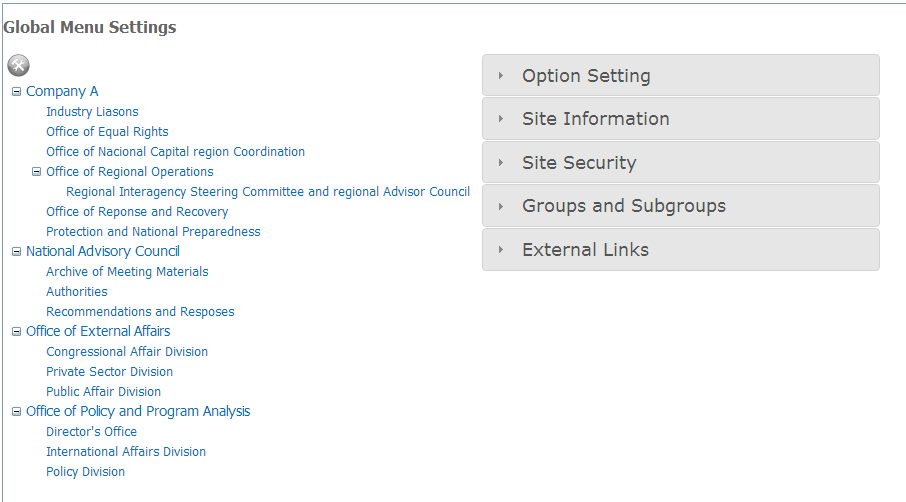 Global Menu Settings
Company A
Industry Liasons
Office of Equal Rights
Office of Nacional Capital region Coordination
Office of Regional Operations
Regional Interagency Steering Committee and regional Advisor Council
Office of Reponse and Recovery
Protection and National Preparedness
National Advisory Council
Archive of Meeting Materials
Authorities
Recommendations and Resposes
Office of External Affairs
Congressional Affair Division
Private Sector Division
Public Affair Division
Office of Policy and Program Analysis
Director's Office
International Affairs Division
Policy Division
Option Setting
Site Information
Site Security
Groups and Subgroups
External Links